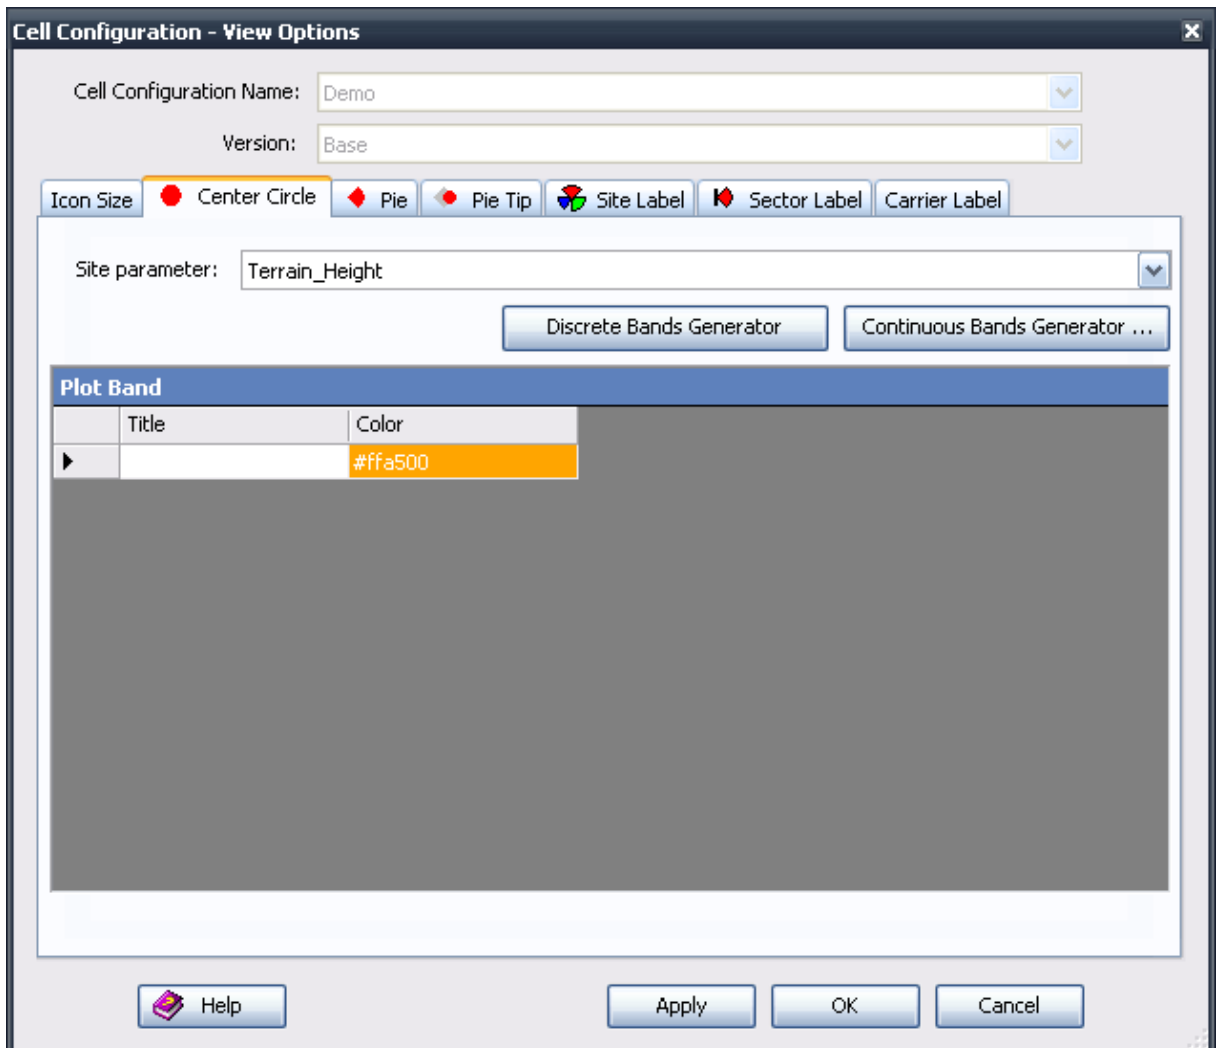 Cell Configuration - View Options
Cell Configuration Name: Demo
Version: Base
Icon Size Center Circle Pie Pie Tip Site Label Sector Label Carrier Label
Site parameter: Terrain_Height
Discrete Bands Generator Continuous Bands Generator ...
Plot Band
Title Color
#ffa500
Help Apply OK Cancel